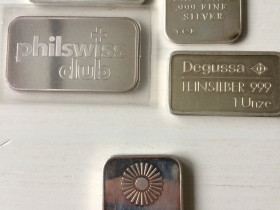 philswiss
club
999 FINE
SILVER
Degussa
FEINSILBER 999
1 Unze